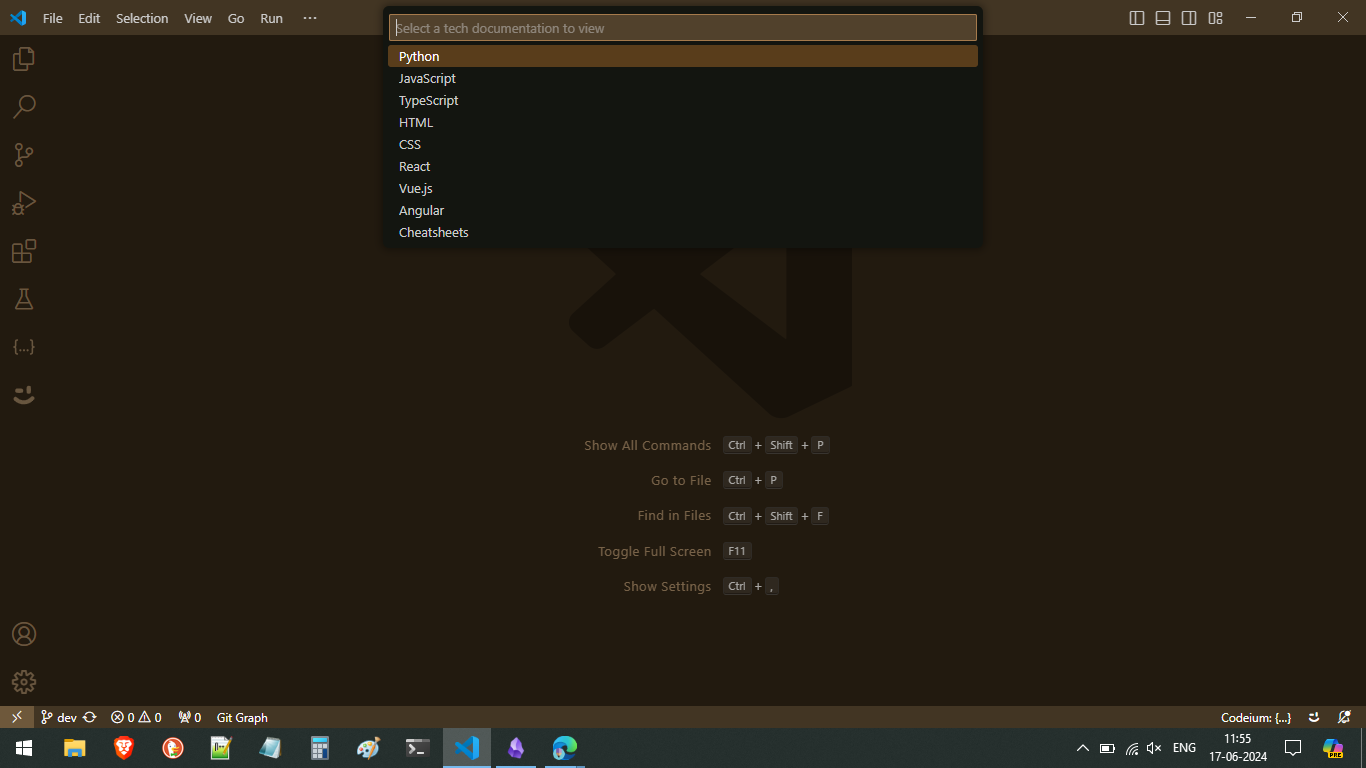 File Edit Selection View Go Run ···
Select a tech documentation to view
Python
JavaScript
TypeScript
HTML
CSS
React
Vue.js
Angular
Cheatsheets
{...}
Show All Commands Ctrl + Shift + P
Go to File Ctrl + P
Find in Files Ctrl + Shift + F
Toggle Full Screen F11
Show Settings Ctrl + ,
dev 0 0 0 Git Graph Codeium: {...}
ENG 11:55
17-06-2024
PRE